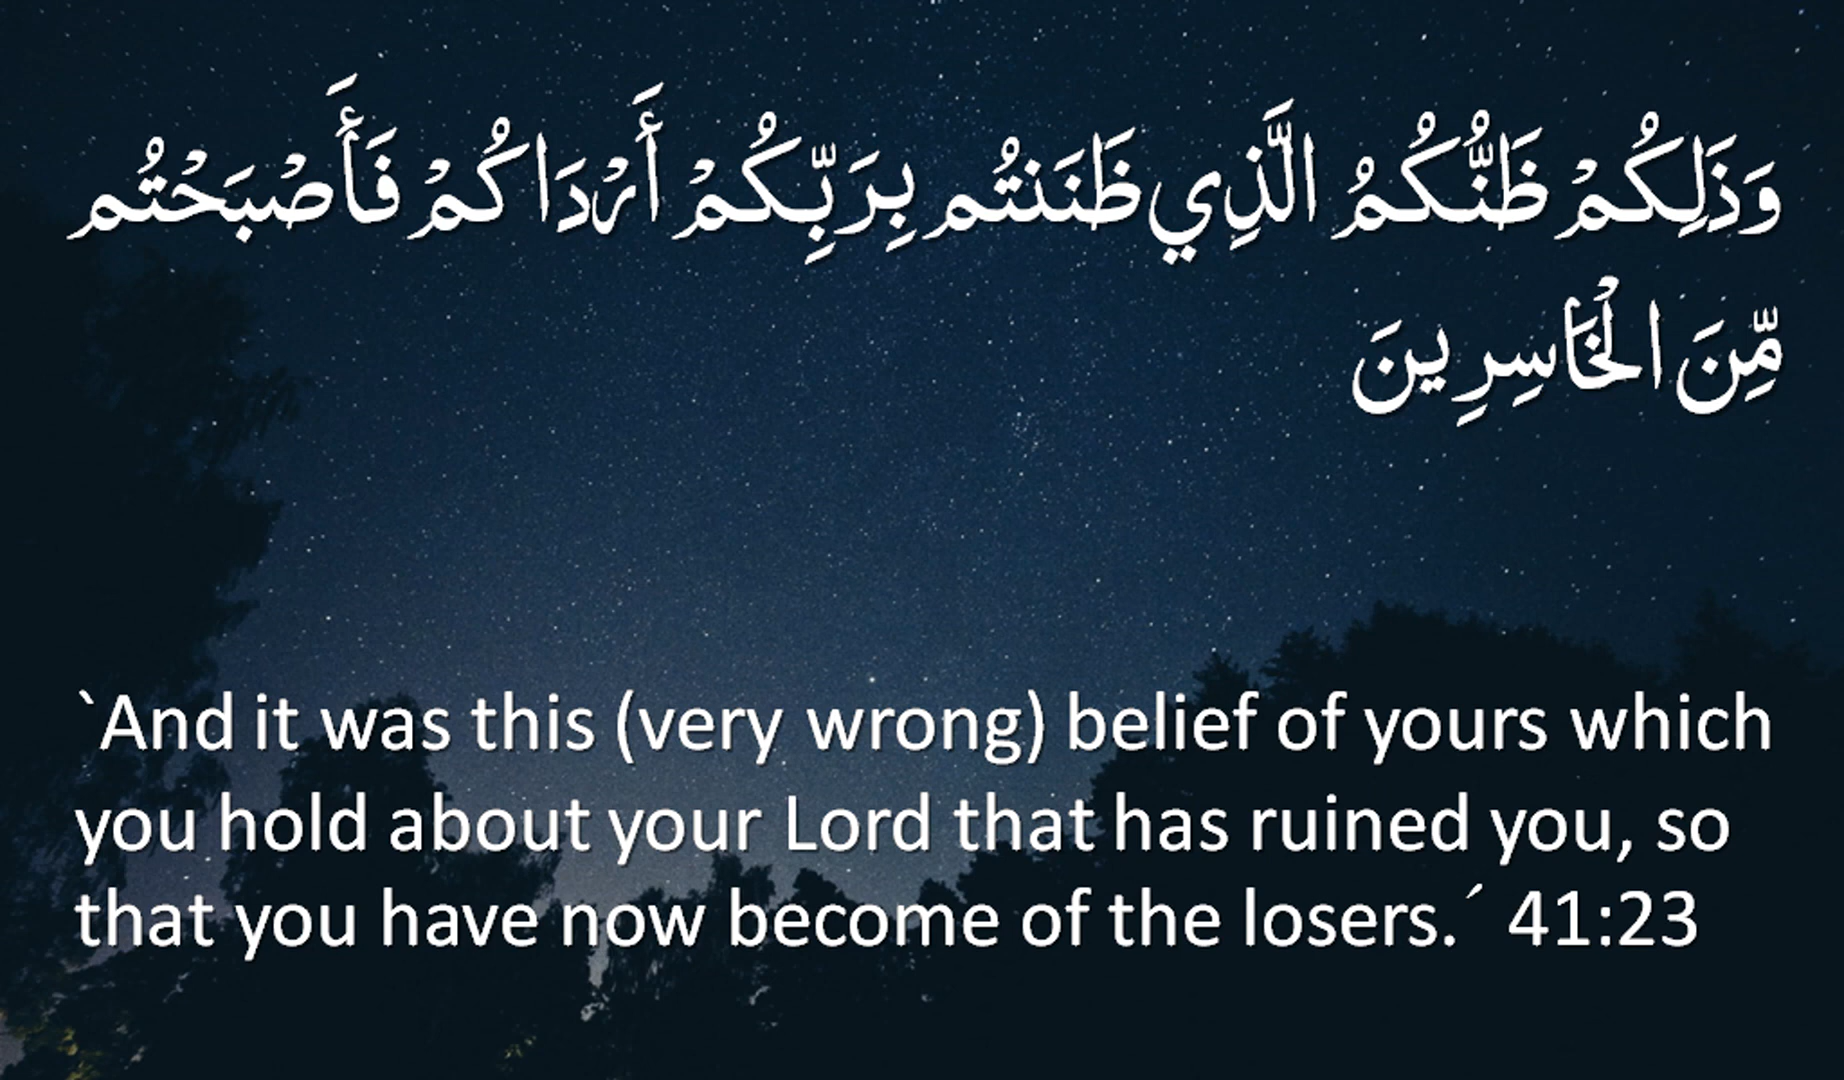 وَذَلِكُمْ ظَنُّكُمُ الَّذِي ظَنَنتُم بِرَبِّكُمْ أَرْدَاكُمْ فَأَصْبَحْتُم
مِّنَ الْخَاسِرِينَ
`And it was this (very wrong) belief of yours which
you hold about your Lord that has ruined you, so
that you have now become of the losers.´ 41:23